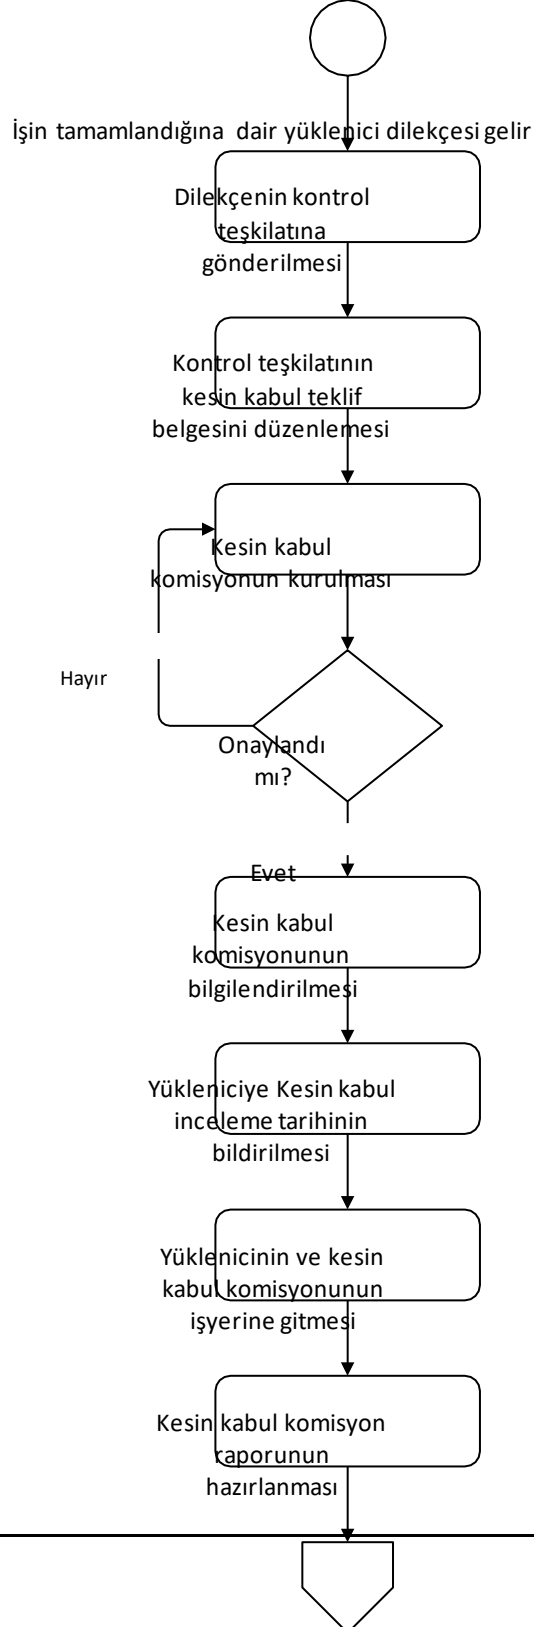 İşin tamamlandığına dair yüklenici dilekçesi gelir
Dilekçenin kontrol
teşkilatına
gönderilmesi
Kontrol teşkilatının
kesin kabul teklif
belgesini düzenlemesi
Kesin kabul
komisyonun kurulması
Hayır
Onaylandı
mı?
Evet
Kesin kabul
komisyonunun
bilgilendirilmesi
Yükleniciye Kesin kabul
inceleme tarihinin
bildirilmesi
Yüklenicinin ve kesin
kabul komisyonunun
işyerine gitmesi
Kesin kabul komisyon
raporunun
hazırlanması